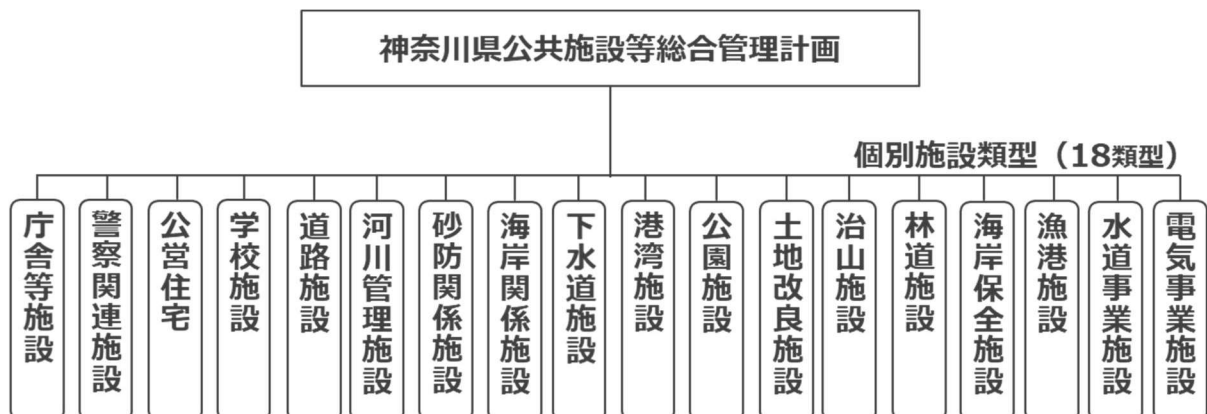 神奈川県公共施設等総合管理計画
個別施設類型（18類型）
庁舎等施設
警察関連施設
公営住宅
学校施設
道路施設
河川管理施設
砂防関係施設
海岸関係施設
下水道施設
港湾施設
公園施設
土地改良施設
治山施設
林道施設
海岸保全施設
漁港施設
水道事業施設
電気事業施設